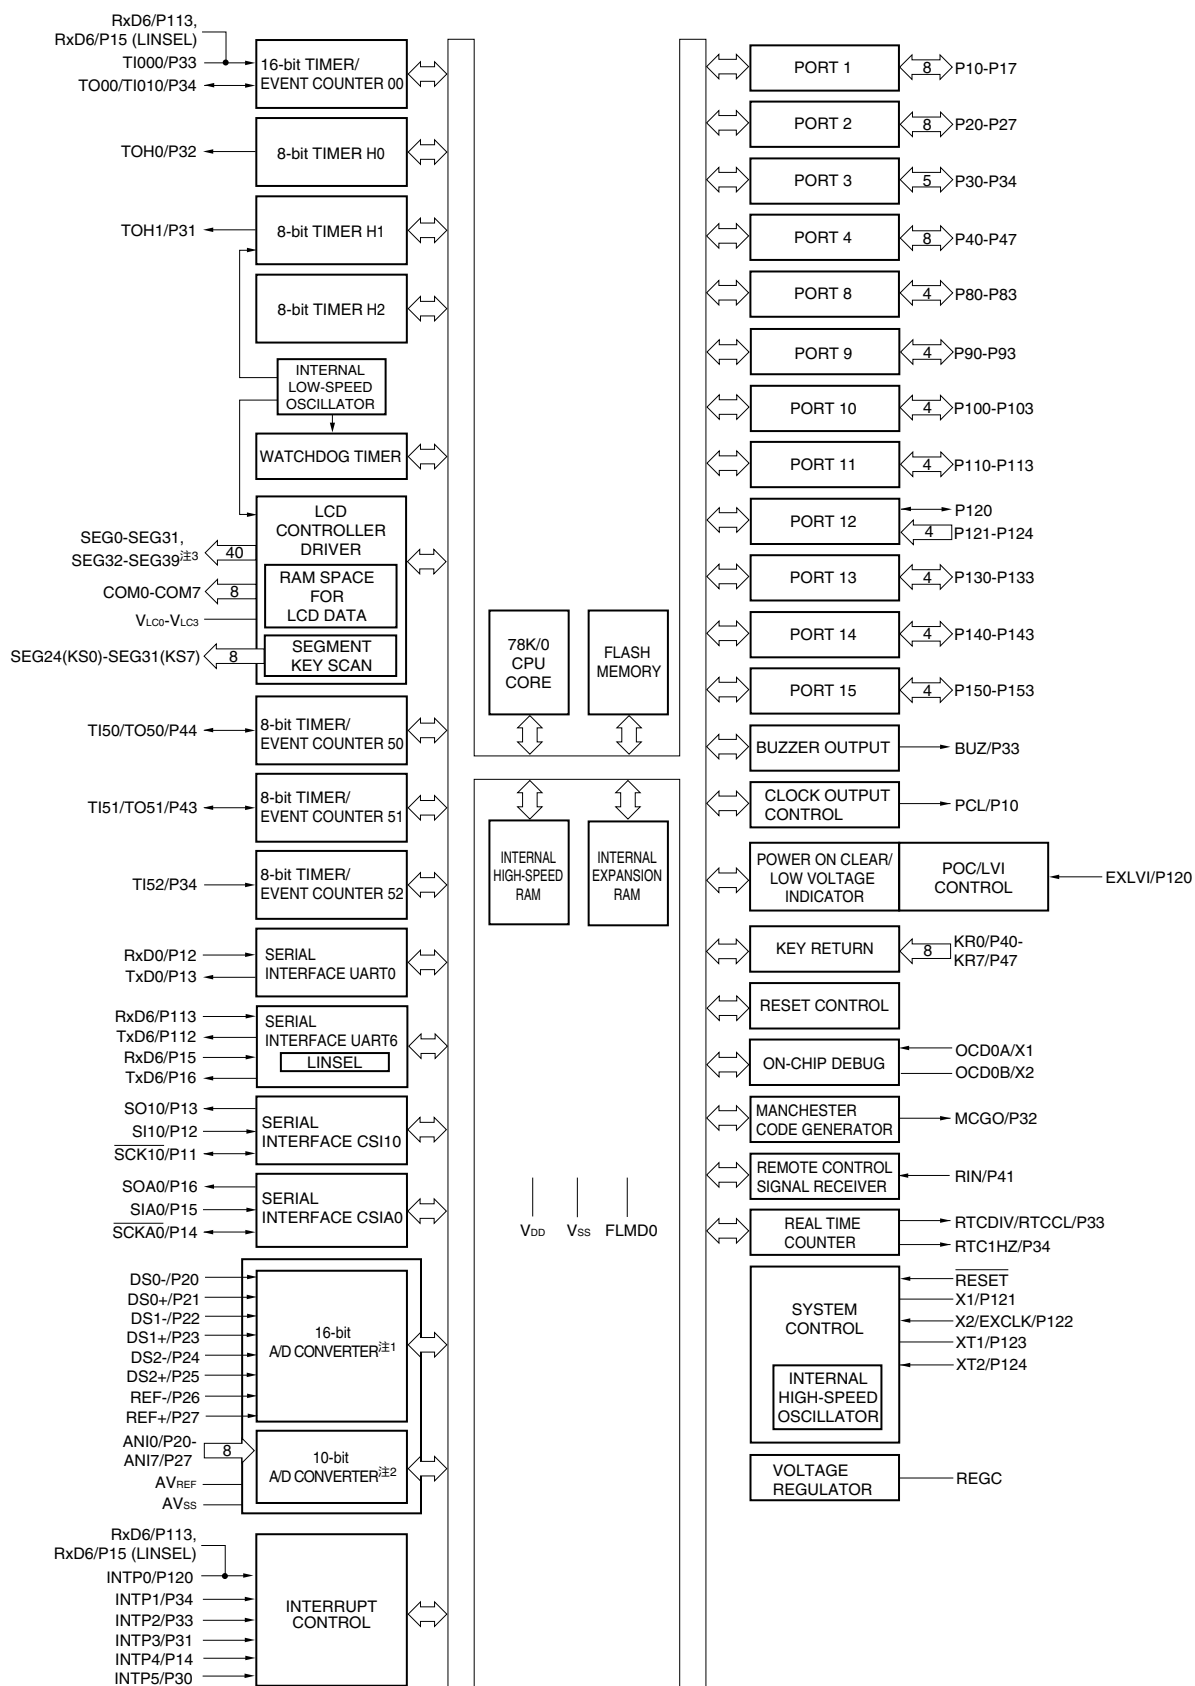 RxD6/P113,
RxD6/P15 (LINSEL)
TI000/P33
TO00/TI010/P34
16-bit TIMER/
EVENT COUNTER 00
TOH0/P32
8-bit TIMER H0
TOH1/P31
8-bit TIMER H1
8-bit TIMER H2
INTERNAL
LOW-SPEED
OSCILLATOR
WATCHDOG TIMER
SEG0-SEG31,
SEG32-SEG39注3
40
COM0-COM7
8
VLC0-VLC3
SEG24(KS0)-SEG31(KS7)
8
LCD
CONTROLLER
DRIVER
RAM SPACE
FOR
LCD DATA
SEGMENT
KEY SCAN
TI50/TO50/P44
8-bit TIMER/
EVENT COUNTER 50
TI51/TO51/P43
8-bit TIMER/
EVENT COUNTER 51
TI52/P34
8-bit TIMER/
EVENT COUNTER 52
RxD0/P12
TxD0/P13
SERIAL
INTERFACE UART0
RxD6/P113
TxD6/P112
RxD6/P15
TxD6/P16
SERIAL
INTERFACE UART6
LINSEL
SO10/P13
SI10/P12
SCK10/P11
SERIAL
INTERFACE CSI10
SOA0/P16
SIA0/P15
SCKA0/P14
SERIAL
INTERFACE CSIA0
DS0-/P20
DS0+/P21
DS1-/P22
DS1+/P23
DS2-/P24
DS2+/P25
REF-/P26
REF+/P27
16-bit
A/D CONVERTER注1
ANI0/P20-
ANI7/P27
8
AVREF
AVSS
10-bit
A/D CONVERTER注2
RxD6/P113,
RxD6/P15 (LINSEL)
INTP0/P120
INTP1/P34
INTP2/P33
INTP3/P31
INTP4/P14
INTP5/P30
INTERRUPT
CONTROL
78K/0
CPU
CORE
FLASH
MEMORY
INTERNAL
HIGH-SPEED
RAM
INTERNAL
EXPANSION
RAM
VDD
VSS
FLMD0
PORT 1
8
P10-P17
PORT 2
8
P20-P27
PORT 3
5
P30-P34
PORT 4
8
P40-P47
PORT 8
4
P80-P83
PORT 9
4
P90-P93
PORT 10
4
P100-P103
PORT 11
4
P110-P113
PORT 12
P120
4
P121-P124
PORT 13
4
P130-P133
PORT 14
4
P140-P143
PORT 15
4
P150-P153
BUZZER OUTPUT
BUZ/P33
CLOCK OUTPUT
CONTROL
PCL/P10
POWER ON CLEAR/
LOW VOLTAGE
INDICATOR
POC/LVI
CONTROL
EXLVI/P120
KEY RETURN
8
KR0/P40-
KR7/P47
RESET CONTROL
ON-CHIP DEBUG
OCD0A/X1
OCD0B/X2
MANCHESTER
CODE GENERATOR
MCGO/P32
REMOTE CONTROL
SIGNAL RECEIVER
RIN/P41
REAL TIME
COUNTER
RTCDIV/RTCCL/P33
RTC1HZ/P34
SYSTEM
CONTROL
INTERNAL
HIGH-SPEED
OSCILLATOR
RESET
X1/P121
X2/EXCLK/P122
XT1/P123
XT2/P124
VOLTAGE
REGULATOR
REGC